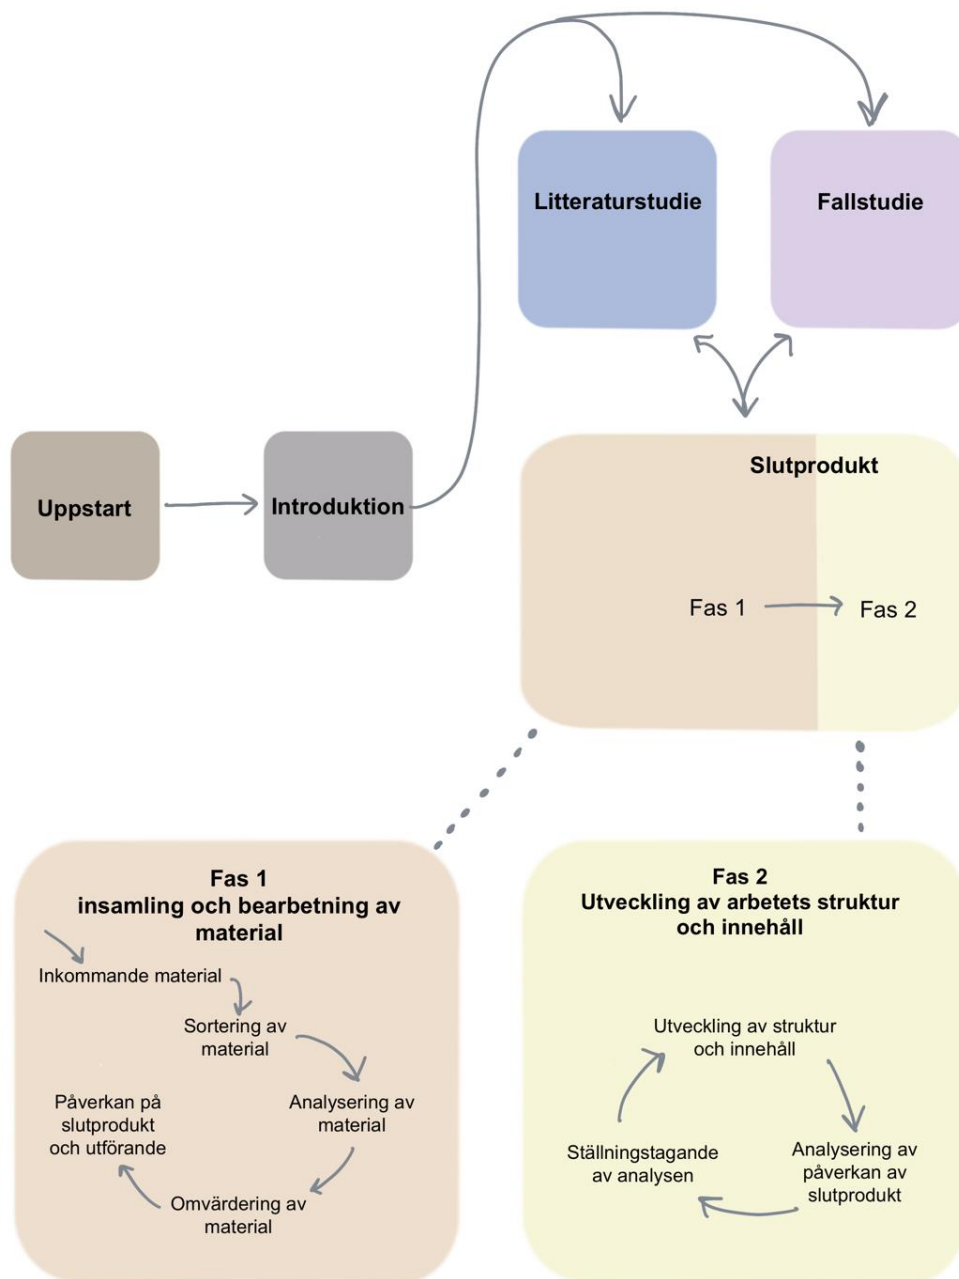 Litteraturstudie
Fallstudie
Uppstart
Introduktion
Slutprodukt
Fas 1
Fas 2
Fas 1
insamling och bearbetning av
material
Inkommande material
Sortering av
material
Analysering av
material
Omvärdering av
material
Påverkan på
slutprodukt
och utförande
Fas 2
Utveckling av arbetets struktur
och innehåll
Utveckling av struktur
och innehåll
Analysering av
påverkan av
slutprodukt
Ställningstagande
av analysen